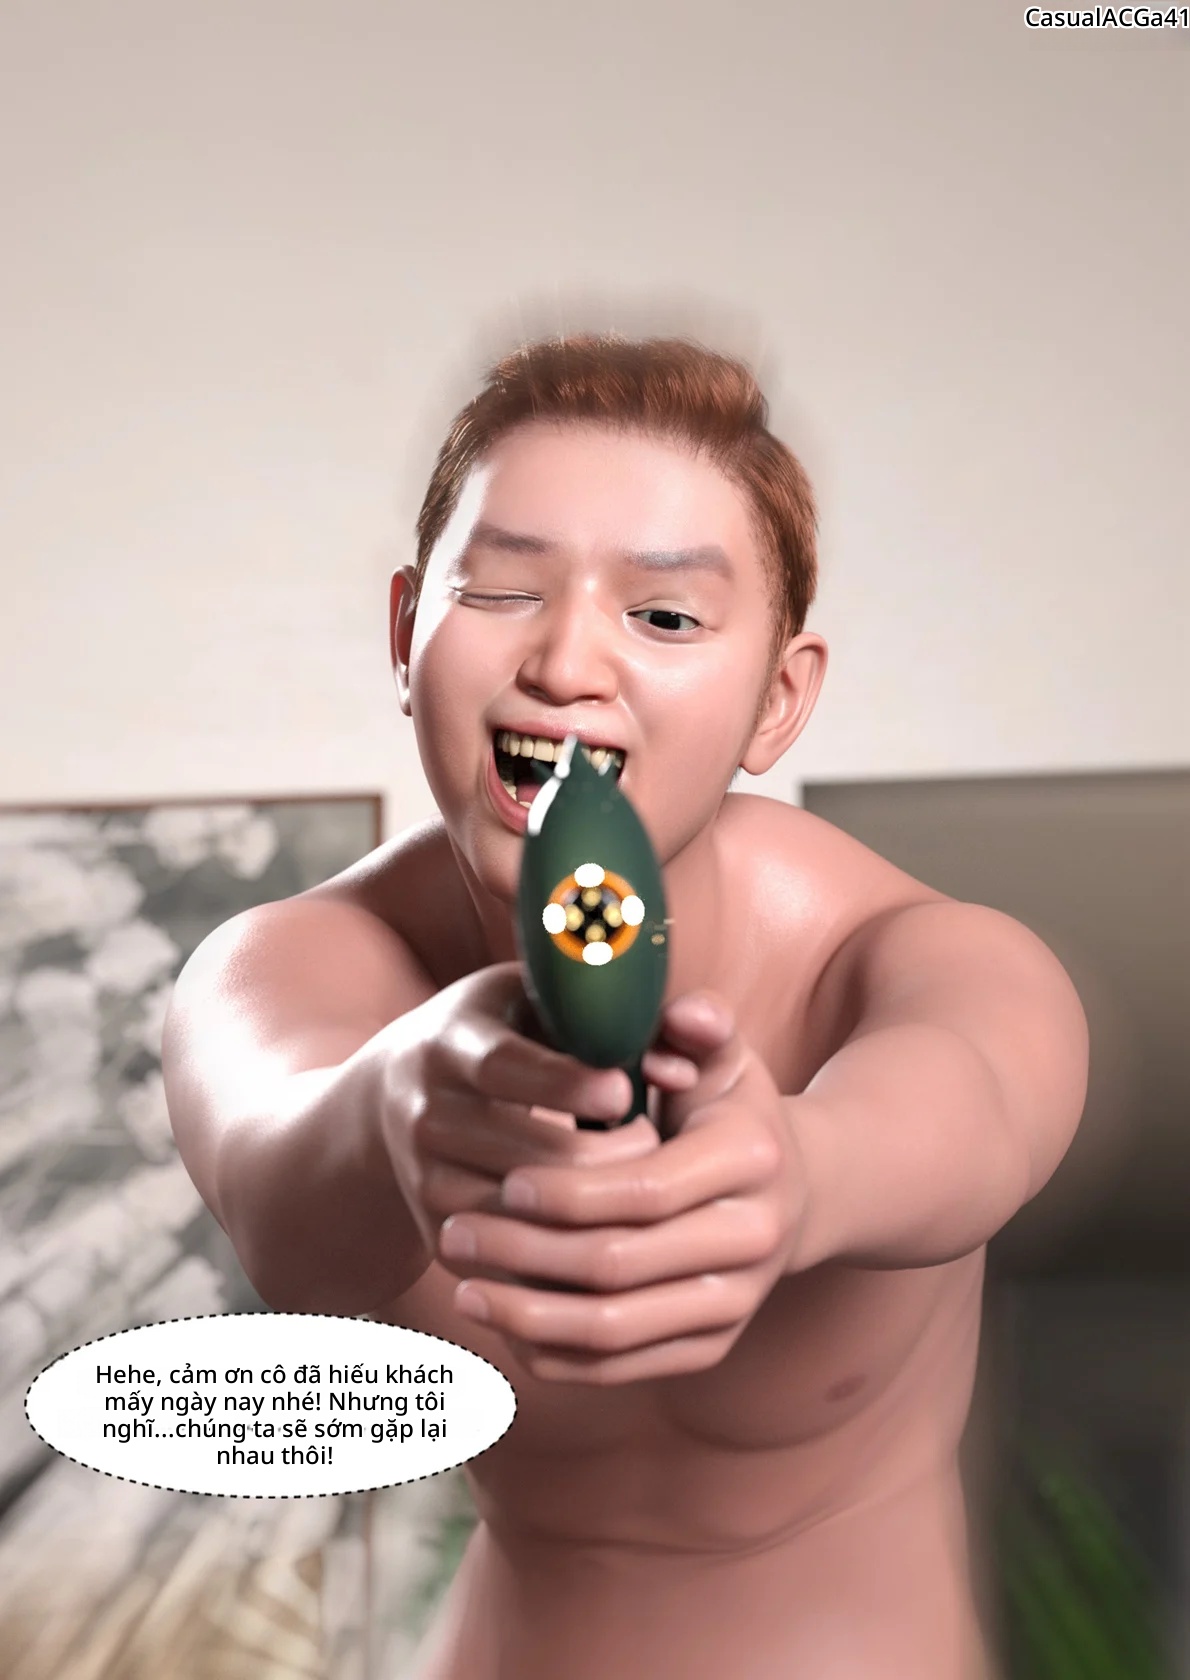 CasualACGa41
Hehe, cảm ơn cô đã hiếu khách
mấy ngày nay nhé! Nhưng tôi
nghĩ...chúng ta sẽ sớm gặp lại
nhau thôi!